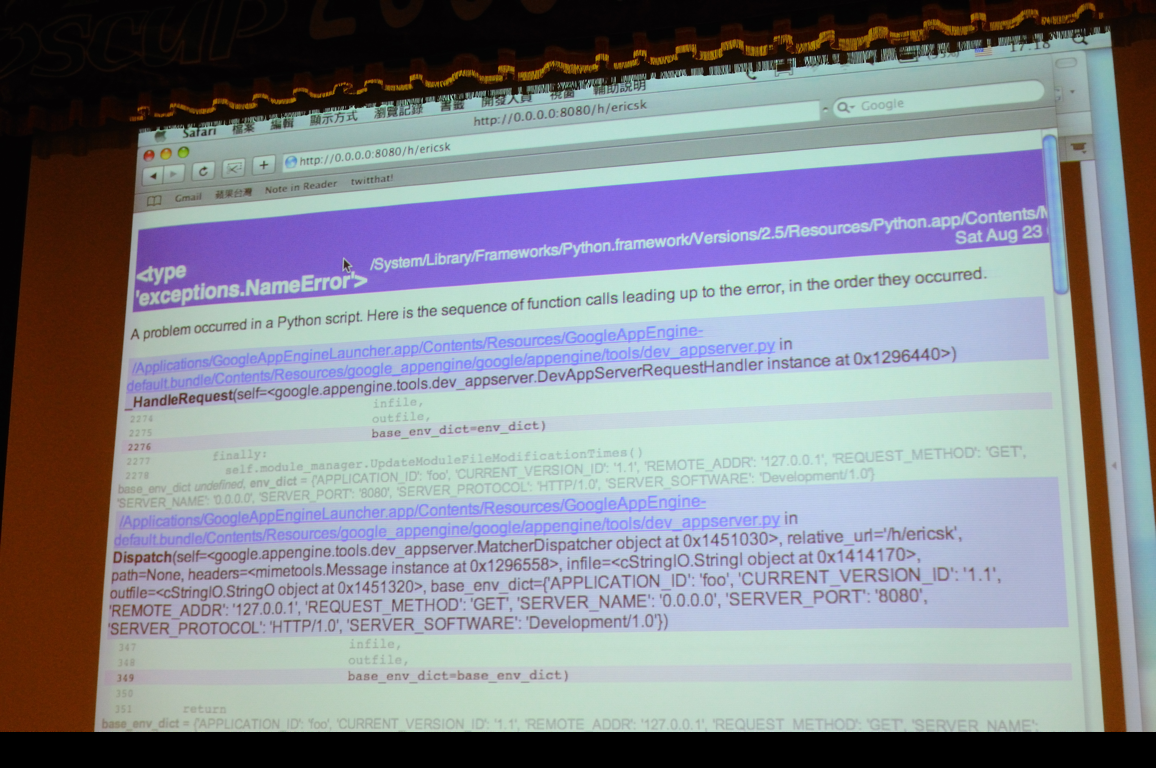 17:18
Safari 檔案 編輯 顯示方式 瀏覽記錄 書籤 開發人員 視窗 輔助說明
http://0.0.0.0:8080/h/ericsk
http://0.0.0.0:8080/h/ericsk
Google
Gmail 蘋果台灣 Note in Reader twitthat!
<type
'exceptions.NameError'>
/System/Library/Frameworks/Python.framework/Versions/2.5/Resources/Python.app/Contents/M
Sat Aug 23
A problem occurred in a Python script. Here is the sequence of function calls leading up to the error, in the order they occurred.
/Applications/GoogleAppEngineLauncher.app/Contents/Resources/GoogleAppEngine-
default.bundle/Contents/Resources/google_appengine/google/appengine/tools/dev_appserver.py in
_HandleRequest(self=<google.appengine.tools.dev_appserver.DevAppServerRequestHandler instance at 0x1296440>)
2274 infile,
2275 outfile,
2276 base_env_dict=env_dict)
2277 finally:
2278 self.module_manager.UpdateModuleFileModificationTimes()
base_env_dict undefined, env_dict = {'APPLICATION_ID': 'foo', 'CURRENT_VERSION_ID': '1.1', 'REMOTE_ADDR': '127.0.0.1', 'REQUEST_METHOD': 'GET',
'SERVER_NAME': '0.0.0.0', 'SERVER_PORT': '8080', 'SERVER_PROTOCOL': 'HTTP/1.0', 'SERVER_SOFTWARE': 'Development/1.0'}
/Applications/GoogleAppEngineLauncher.app/Contents/Resources/GoogleAppEngine-
default.bundle/Contents/Resources/google_appengine/google/appengine/tools/dev_appserver.py in
Dispatch(self=<google.appengine.tools.dev_appserver.MatcherDispatcher object at 0x1451030>, relative_url='/h/ericsk',
path=None, headers=<mimetools.Message instance at 0x1296558>, infile=<cStringIO.StringI object at 0x1414170>,
outfile=<cStringIO.StringO object at 0x1451320>, base_env_dict={'APPLICATION_ID': 'foo', 'CURRENT_VERSION_ID': '1.1',
'REMOTE_ADDR': '127.0.0.1', 'REQUEST_METHOD': 'GET', 'SERVER_NAME': '0.0.0.0', 'SERVER_PORT': '8080',
'SERVER_PROTOCOL': 'HTTP/1.0', 'SERVER_SOFTWARE': 'Development/1.0'})
347 infile,
348 outfile,
349 base_env_dict=base_env_dict)
350
351 return
base_env_dict = {'APPLICATION_ID': 'foo', 'CURRENT_VERSION_ID': '1.1', 'REMOTE_ADDR': '127.0.0.1', 'REQUEST_METHOD': 'GET', 'SERVER_NAME':